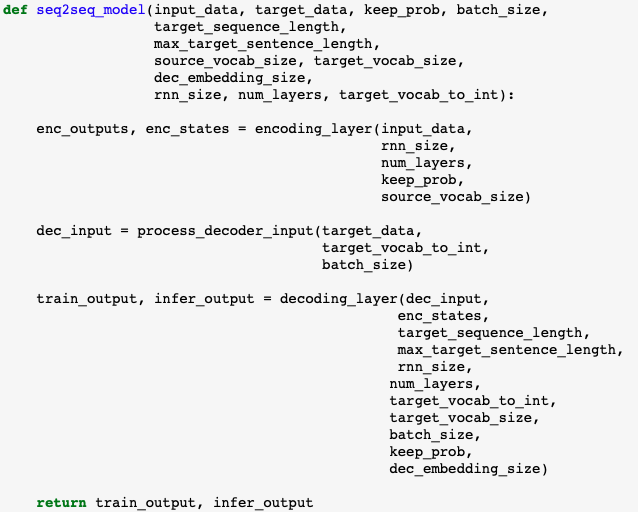 def seq2seq_model(input_data, target_data, keep_prob, batch_size,
                  target_sequence_length,
                  max_target_sentence_length,
                  source_vocab_size, target_vocab_size,
                  dec_embedding_size,
                  rnn_size, num_layers, target_vocab_to_int):

    enc_outputs, enc_states = encoding_layer(input_data,
                                             rnn_size,
                                             num_layers,
                                             keep_prob,
                                             source_vocab_size)

    dec_input = process_decoder_input(target_data,
                                      target_vocab_to_int,
                                      batch_size)

    train_output, infer_output = decoding_layer(dec_input,
                                               enc_states,
                                               target_sequence_length,
                                               max_target_sentence_length,
                                               rnn_size,
                                              num_layers,
                                              target_vocab_to_int,
                                              target_vocab_size,
                                              batch_size,
                                              keep_prob,
                                              dec_embedding_size)

    return train_output, infer_output